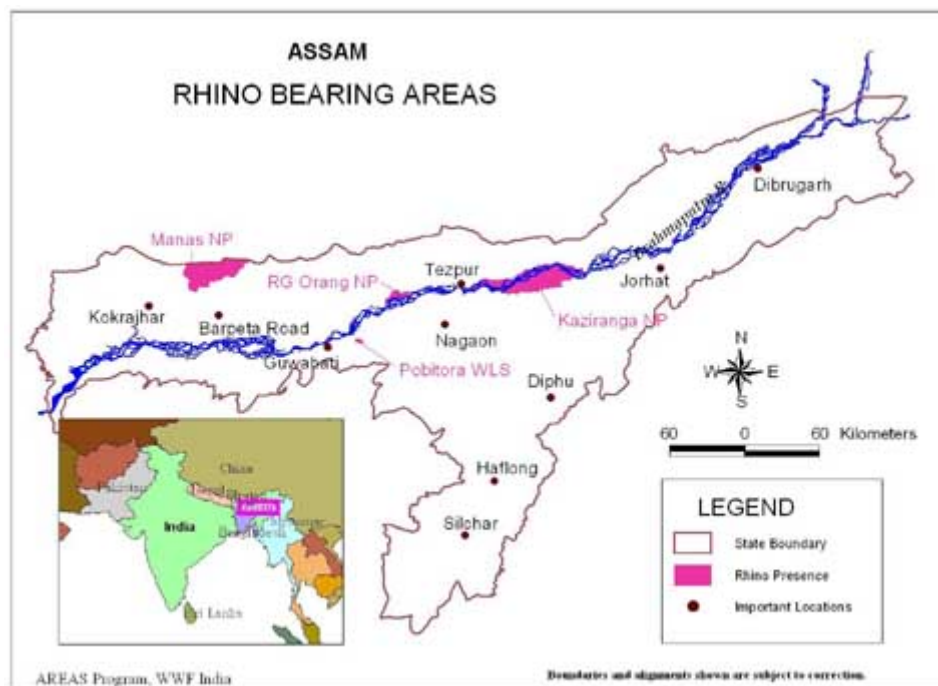 ASSAM
RHINO BEARING AREAS
Dibrugarh
Manas NP
Tezpur
Jorhat
RG Orang NP
Kokrajhar
Barpeta Road
Kaziranga NP
Nagaon
Guwahati
Pobitora WLS
Diphu
N
W E
S
60 0 60 Kilometers
Haflong
Silchar
China
Pakistan
India
Sri Lanka
LEGEND
State Boundary
Rhino Presence
Important Locations
AREAS Program, WWF India
Boundaries and alignments shown are subject to correction.